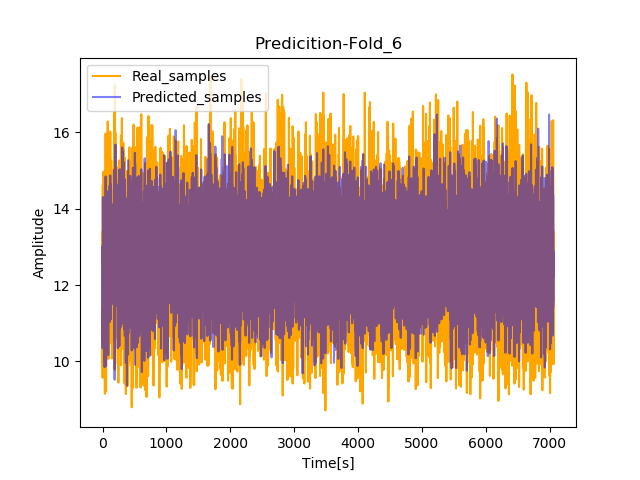 Predicition-Fold_6
Real_samples
Predicted_samples
Amplitude
16
14
12
10
0 1000 2000 3000 4000 5000 6000 7000
Time[s]